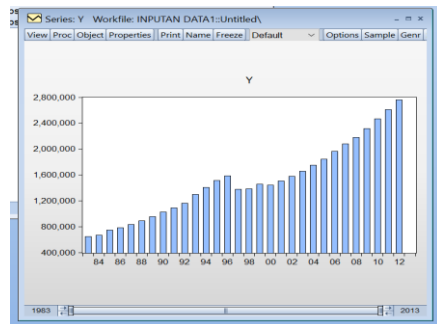 Series: Y Workfile: INPUTAN DATA1::Untitled\
View Proc Object Properties Print Name Freeze Default Options Sample Genr
Y
2,800,000
2,400,000
2,000,000
1,600,000
1,200,000
800,000
400,000
84 86 88 90 92 94 96 98 00 02 04 06 08 10 12
1983 2013